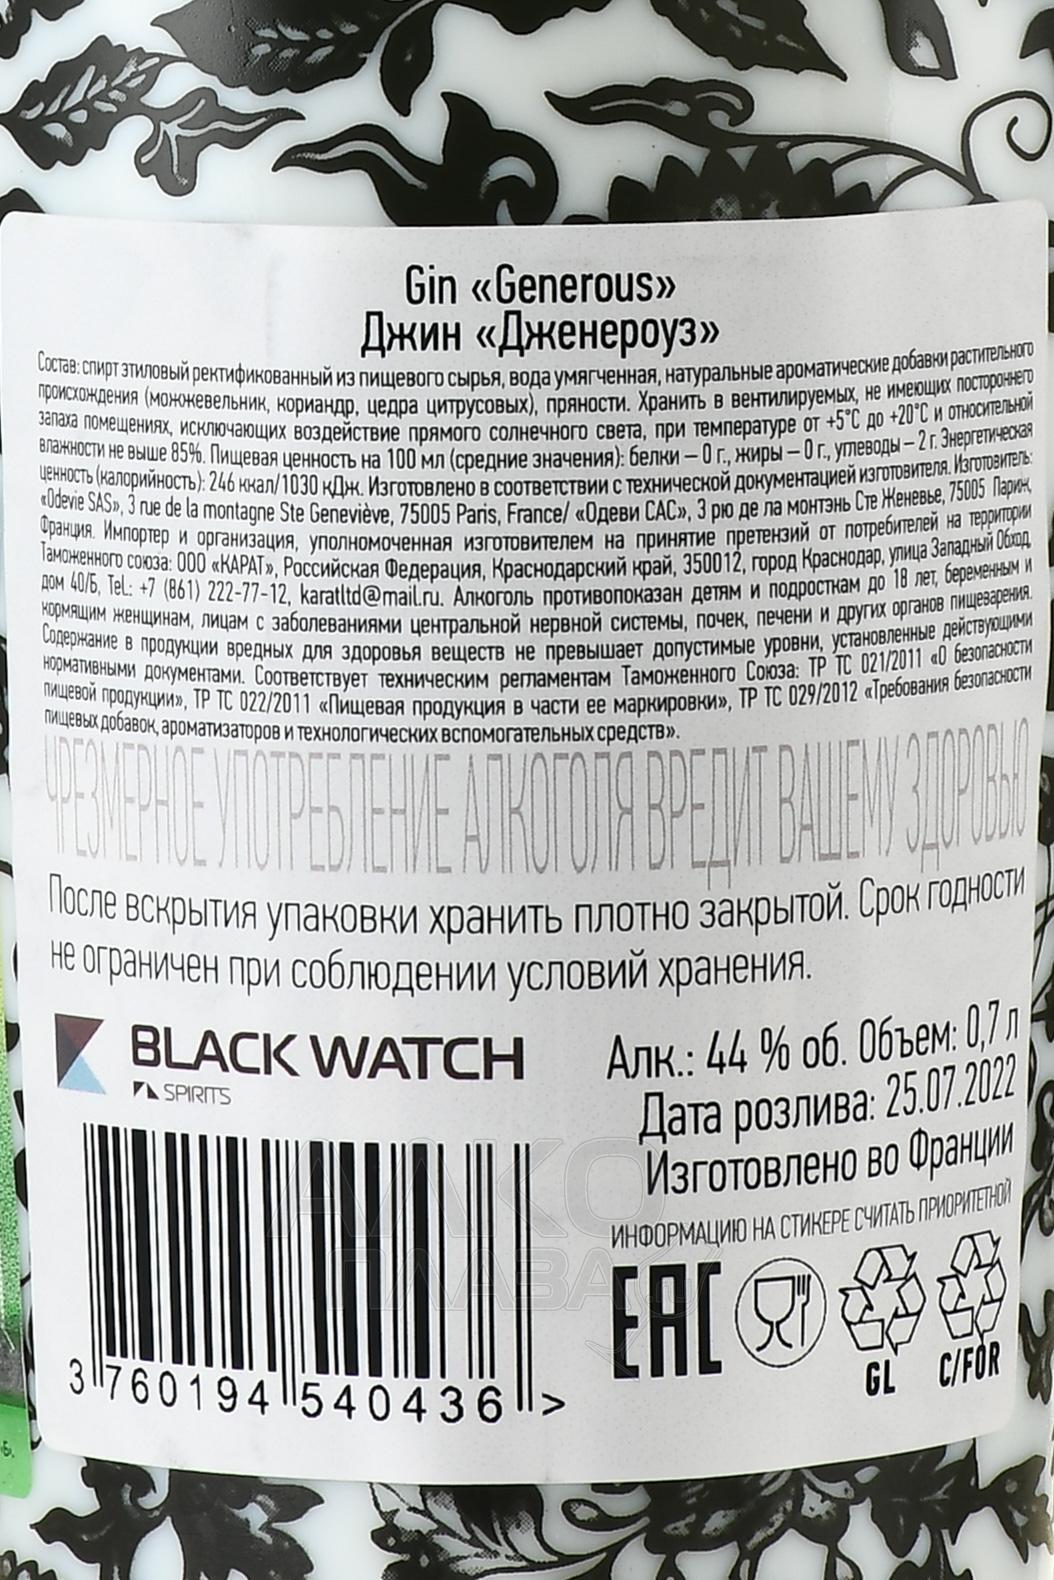 Gin «Generous»
Джин «Дженероуз»
Состав: спирт этиловый ректификованный из пищевого сырья, вода умягченная, натуральные ароматические добавки растительного
происхождения (можжевельник, кориандр, цедра цитрусовых), пряности. Хранить в вентилируемых, не имеющих постороннего
запаха помещениях, исключающих воздействие прямого солнечного света, при температуре от +5°С до +20°С и относительной
влажности не выше 85%. Пищевая ценность на 100 мл (средние значения): белки – 0 г., жиры – 0 г., углеводы – 2 г. Энергетическая
ценность (калорийность): 246 ккал/1030 кДж. Изготовлено в соответствии с технической документацией изготовителя. Изготовитель:
«Odevie SAS», 3 rue de la montagne Ste Geneviève, 75005 Paris, France/ «Одеви САС», 3 рю де ла монтэнь Сте Женевье, 75005 Париж,
Франция. Импортер и организация, уполномоченная изготовителем на принятие претензий от потребителей на территории
Таможенного союза: ООО «КАРАТ», Российская Федерация, Краснодарский край, 350012, город Краснодар, улица Западный Обход,
дом 40/Б, Tel.: +7 (861) 222-77-12, karatltd@mail.ru. Алкоголь противопоказан детям и подросткам до 18 лет, беременным и
кормящим женщинам, лицам с заболеваниями центральной нервной системы, почек, печени и других органов пищеварения.
Содержание в продукции вредных для здоровья веществ не превышает допустимые уровни, установленные действующими
нормативными документами. Соответствует техническим регламентам Таможенного Союза: ТР ТС 021/2011 «О безопасности
пищевой продукции», ТР ТС 022/2011 «Пищевая продукция в части ее маркировки», ТР ТС 029/2012 «Требования безопасности
пищевых добавок, ароматизаторов и технологических вспомогательных средств».
ЧРЕЗМЕРНОЕ УПОТРЕБЛЕНИЕ АЛКОГОЛЯ ВРЕДИТ ВАШЕМУ ЗДОРОВЬЮ
После вскрытия упаковки хранить плотно закрытой. Срок годности
не ограничен при соблюдении условий хранения.
BLACK WATCH
SPIRITS
Алк.: 44 % об. Объем: 0,7 л
Дата розлива: 25.07.2022
Изготовлено во Франции
ИНФОРМАЦИЮ НА СТИКЕРЕ СЧИТАТЬ ПРИОРИТЕТНОЙ
ЕАС
GL C/FOR
3 760194 540436 >